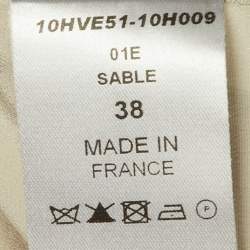 10HVE51-10H009
01E
SABLE
38
MADE IN
FRANCE
P